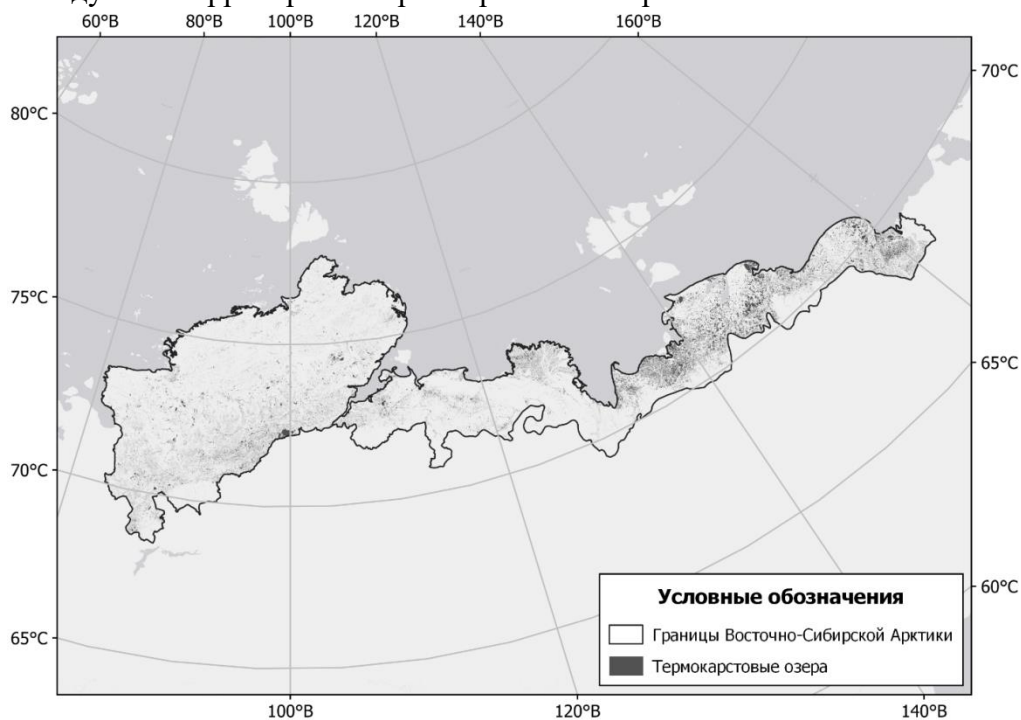 60°В 80°В 100°В 120°В 140°В 160°В
70°С
80°С
75°С
65°С
70°С
60°С
65°С
Условные обозначения
Границы Восточно-Сибирской Арктики
Термокарстовые озера
100°В 120°В 140°В